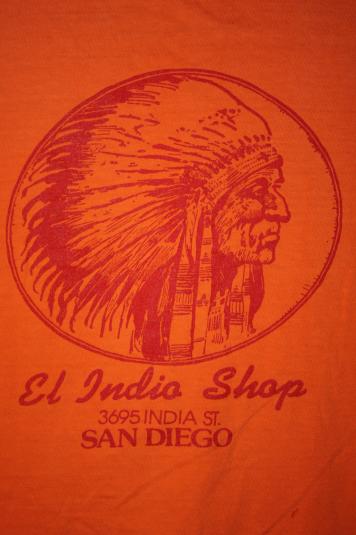 El Indio Shop
3695 INDIA ST.
SAN DIEGO